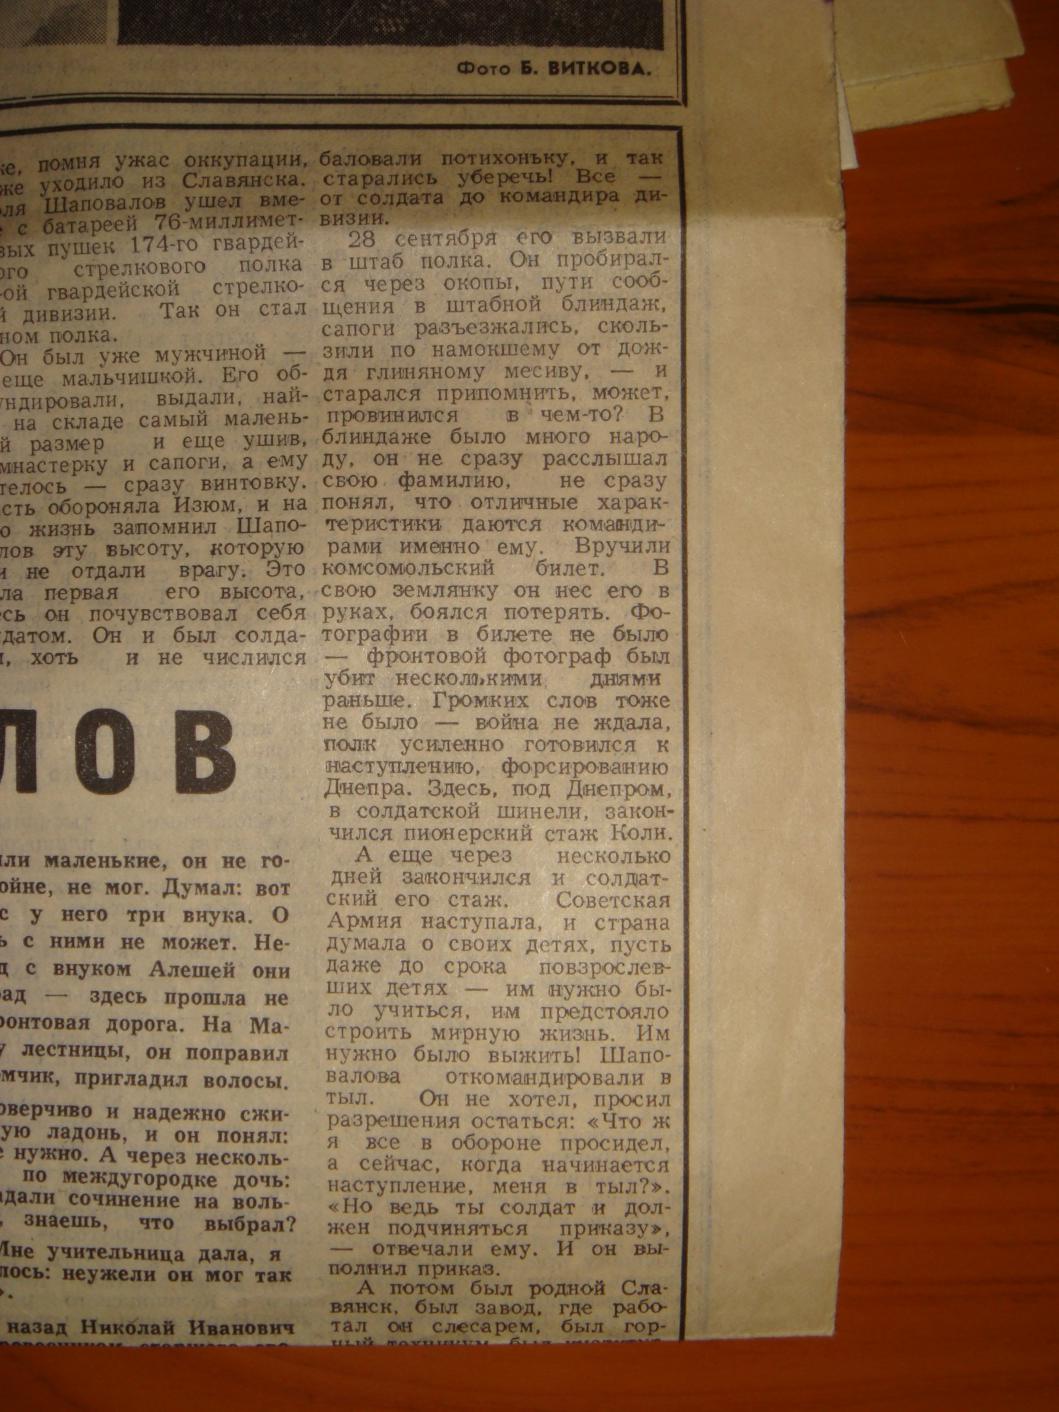 Фото Б. ВИТКОВА.
помня ужас оккупации,
уходило из Славянска.
Шаповалов ушел вме-
с батареей 76-миллимет-
пушек 174-го гвардей-
стрелкового полка
гвардейской стрелко-
дивизии. Так он стал
полка.
Он был уже мужчиной —
еще мальчишкой. Его об-
выдали, най-
на складе самый малень-
размер и еще ушив,
и сапоги, а ему
— сразу винтовку.
обороняла Изюм, и на
жизнь запомнил Шапо-
эту высоту, которую
не отдали врагу. Это
первая его высота,
он почувствовал себя
Он и был солда-
хоть и не числился
ЛОВ
маленькие, он не го-
не мог. Думал: вот
у него три внука. О
с ними не может. Не-
с внуком Алешей они
— здесь прошла не
дорога. На Ма-
лестницы, он поправил
пригладил волосы.
и надежно сжи-
ладонь, и он понял:
нужно. А через несколь-
по междугородке дочь:
сочинение на воль-
знаешь, что выбрал?
учительница дала, я
неужели он мог так
назад Николай Иванович
баловали потихоньку, и так
старались уберечь! Все —
от солдата до командира ди-
визии.
28 сентября его вызвали
в штаб полка. Он пробирал-
ся через окопы, пути сооб-
щения в штабной блиндаж,
сапоги разъезжались, сколь-
зили по намокшему от дож-
дя глиняному месиву, — и
старался припомнить, может,
провинился в чем-то? В
блиндаже было много наро-
ду, он не сразу расслышал
свою фамилию, не сразу
понял, что отличные харак-
теристики даются команди-
рами именно ему. Вручили
комсомольский билет. В
свою землянку он нес его в
руках, боялся потерять. Фо-
тографии в билете не было
— фронтовой фотограф был
убит несколькими днями
раньше. Громких слов тоже
не было — война не ждала,
полк усиленно готовился к
наступлению, форсированию
Днепра. Здесь, под Днепром,
в солдатской шинели, закон-
чился пионерский стаж Коли.
А еще через несколько
дней закончился и солдат-
ский его стаж. Советская
Армия наступала, и страна
думала о своих детях, пусть
даже до срока повзрослев-
ших детях — им нужно бы-
ло учиться, им предстояло
строить мирную жизнь. Им
нужно было выжить! Шапо-
валова откомандировали в
тыл. Он не хотел, просил
разрешения остаться: «Что ж
я все в обороне просидел,
а сейчас, когда начинается
наступление, меня в тыл?».
«Но ведь ты солдат и дол-
жен подчиняться приказу»,
— отвечали ему. И он вы-
полнил приказ.
А потом был родной Сла-
вянск, был завод, где рабо-
тал он слесарем, был гор-